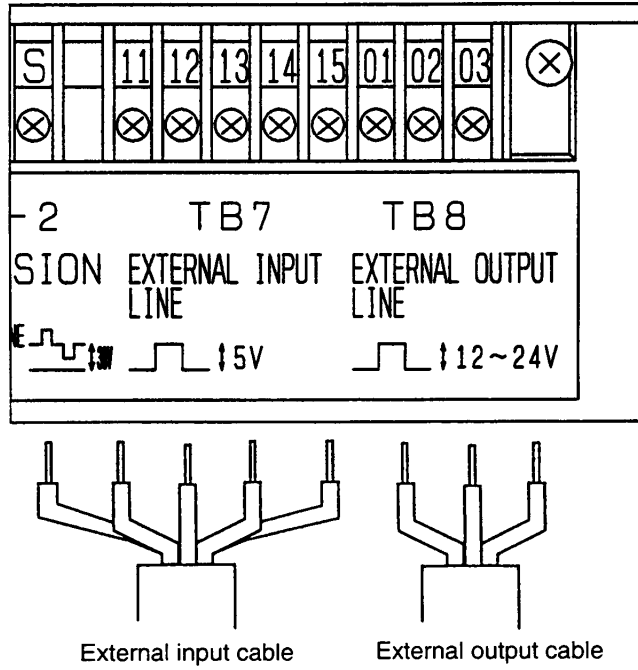 S 11 12 13 14 15 01 02 03
-2 TB7 TB8
SION EXTERNAL INPUT EXTERNAL OUTPUT
LINE LINE
5V 12~24V
External input cable External output cable